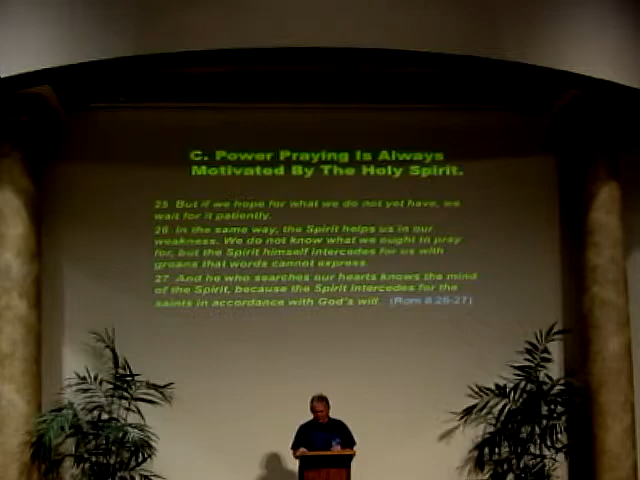 C. Power Praying Is Always
Motivated By The Holy Spirit.
25 But if we hope for what we do not yet have, we
wait for it patiently.
26 In the same way, the Spirit helps us in our
weakness. We do not know what we ought to pray
for, but the Spirit himself intercedes for us with
groans that words cannot express.
27 And he who searches our hearts knows the mind
of the Spirit, because the Spirit intercedes for the
saints in accordance with God's will. (Rom 8:25-27)